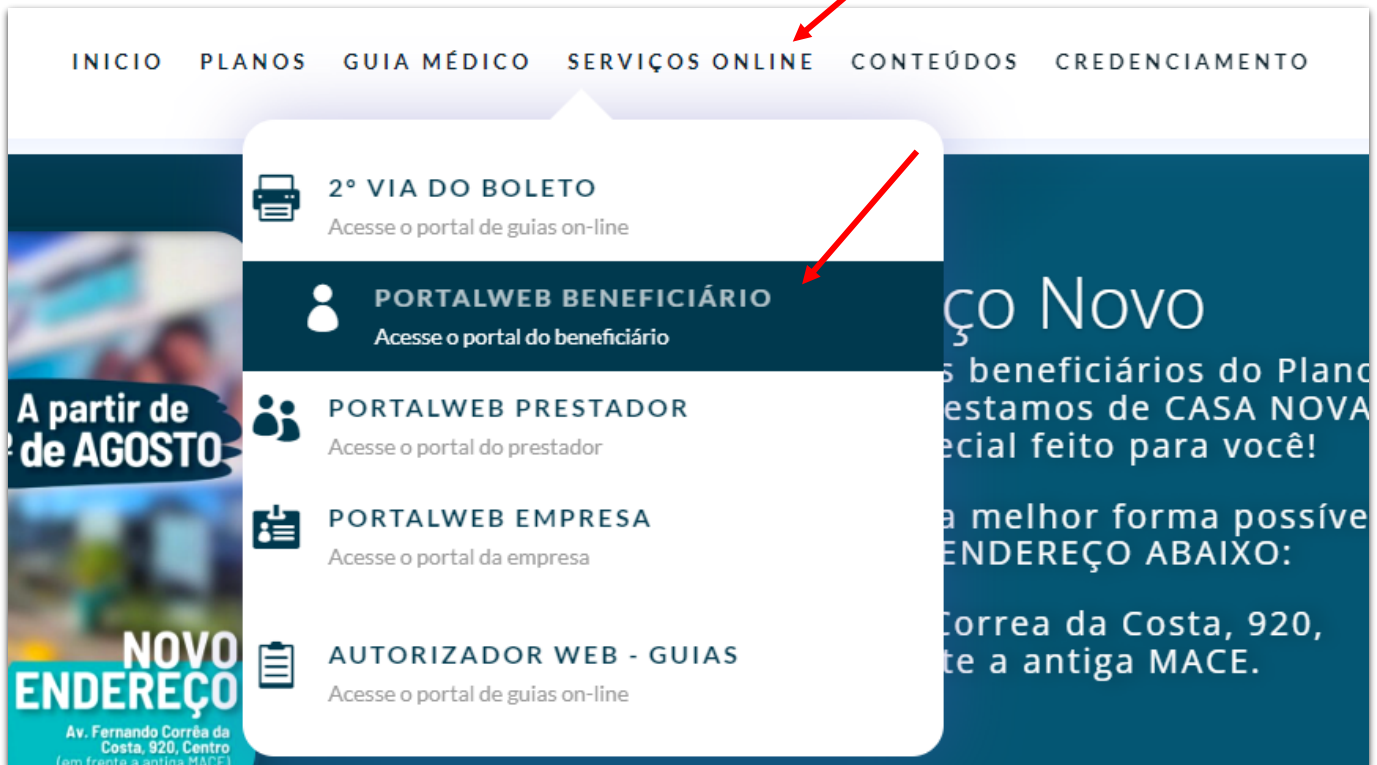 INICIO PLANOS GUIA MÉDICO SERVIÇOS ONLINE CONTEÚDOS CREDENCIAMENTO
2° VIA DO BOLETO
Acesse o portal de guias on-line
PORTALWEB BENEFICIÁRIO
Acesse o portal do beneficiário
PORTALWEB PRESTADOR
Acesse o portal do prestador
PORTALWEB EMPRESA
Acesse o portal da empresa
AUTORIZADOR WEB - GUIAS
Acesse o portal de guias on-line
A partir de
de AGOSTO
NOVO
ENDEREÇO
Av. Fernando Corrêa da
Costa, 920, Centro
(em frente a antiga MACE)
ço Novo
s beneficiários do Plano
estamos de CASA NOVA
ecial feito para você!
a melhor forma possíve
ENDEREÇO ABAIXO:
Correa da Costa, 920,
te a antiga MACE.